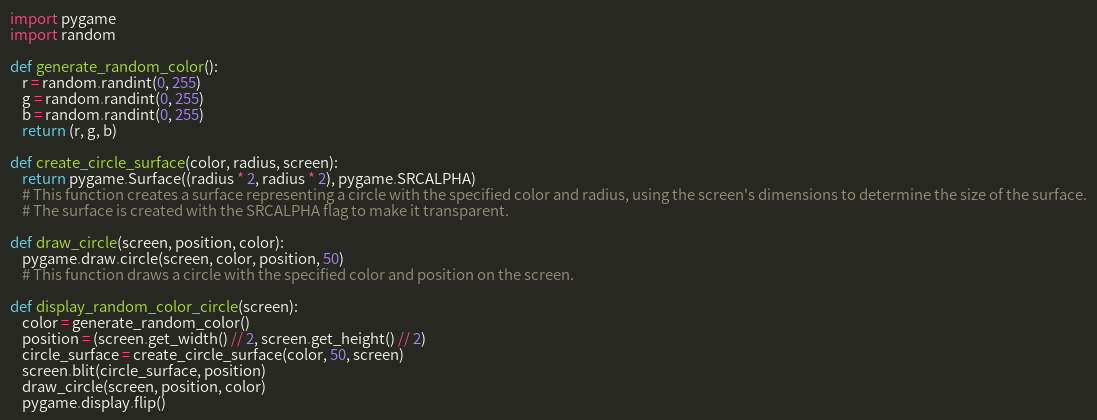 import pygame
import random

def generate_random_color():
    r = random.randint(0, 255)
    g = random.randint(0, 255)
    b = random.randint(0, 255)
    return (r, g, b)

def create_circle_surface(color, radius, screen):
    return pygame.Surface((radius * 2, radius * 2), pygame.SRCALPHA)
    # This function creates a surface representing a circle with the specified color and radius, using the screen's dimensions to determine the size of the surface.
    # The surface is created with the SRCALPHA flag to make it transparent.

def draw_circle(screen, position, color):
    pygame.draw.circle(screen, color, position, 50)
    # This function draws a circle with the specified color and position on the screen.

def display_random_color_circle(screen):
    color = generate_random_color()
    position = (screen.get_width() // 2, screen.get_height() // 2)
    circle_surface = create_circle_surface(color, 50, screen)
    screen.blit(circle_surface, position)
    draw_circle(screen, position, color)
    pygame.display.flip()